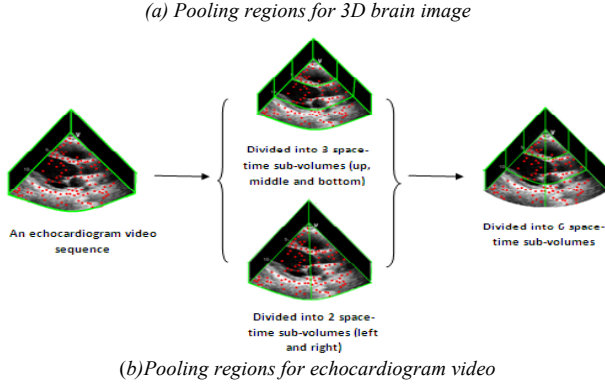 (a) Pooling regions for 3D brain image
Divided into 3 space-
time sub-volumes (up,
middle and bottom)
An echocardiogram video
sequence
Divided into 2 space-
time sub-volumes (left
and right)
Divided into 6 space-
time sub-volumes
(b)Pooling regions for echocardiogram video